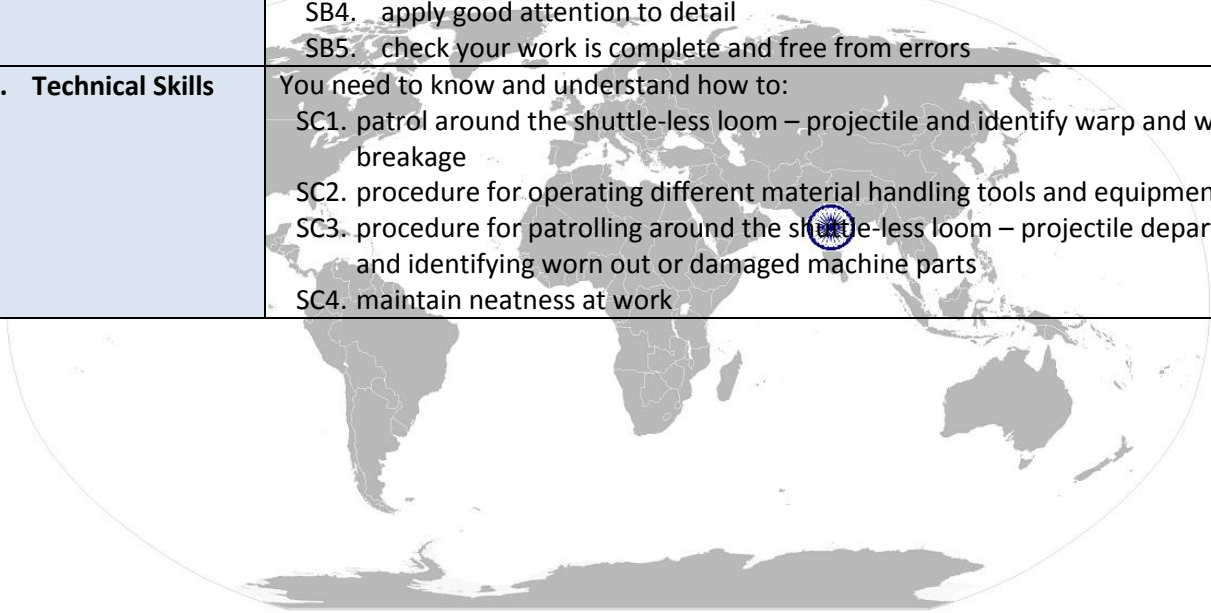 SB4. apply good attention to detail
SB5. check your work is complete and free from errors
. Technical Skills
You need to know and understand how to:
SC1. patrol around the shuttle-less loom – projectile and identify warp and w
breakage
SC2. procedure for operating different material handling tools and equipmen
SC3. procedure for patrolling around the shuttle-less loom – projectile depar
and identifying worn out or damaged machine parts
SC4. maintain neatness at work